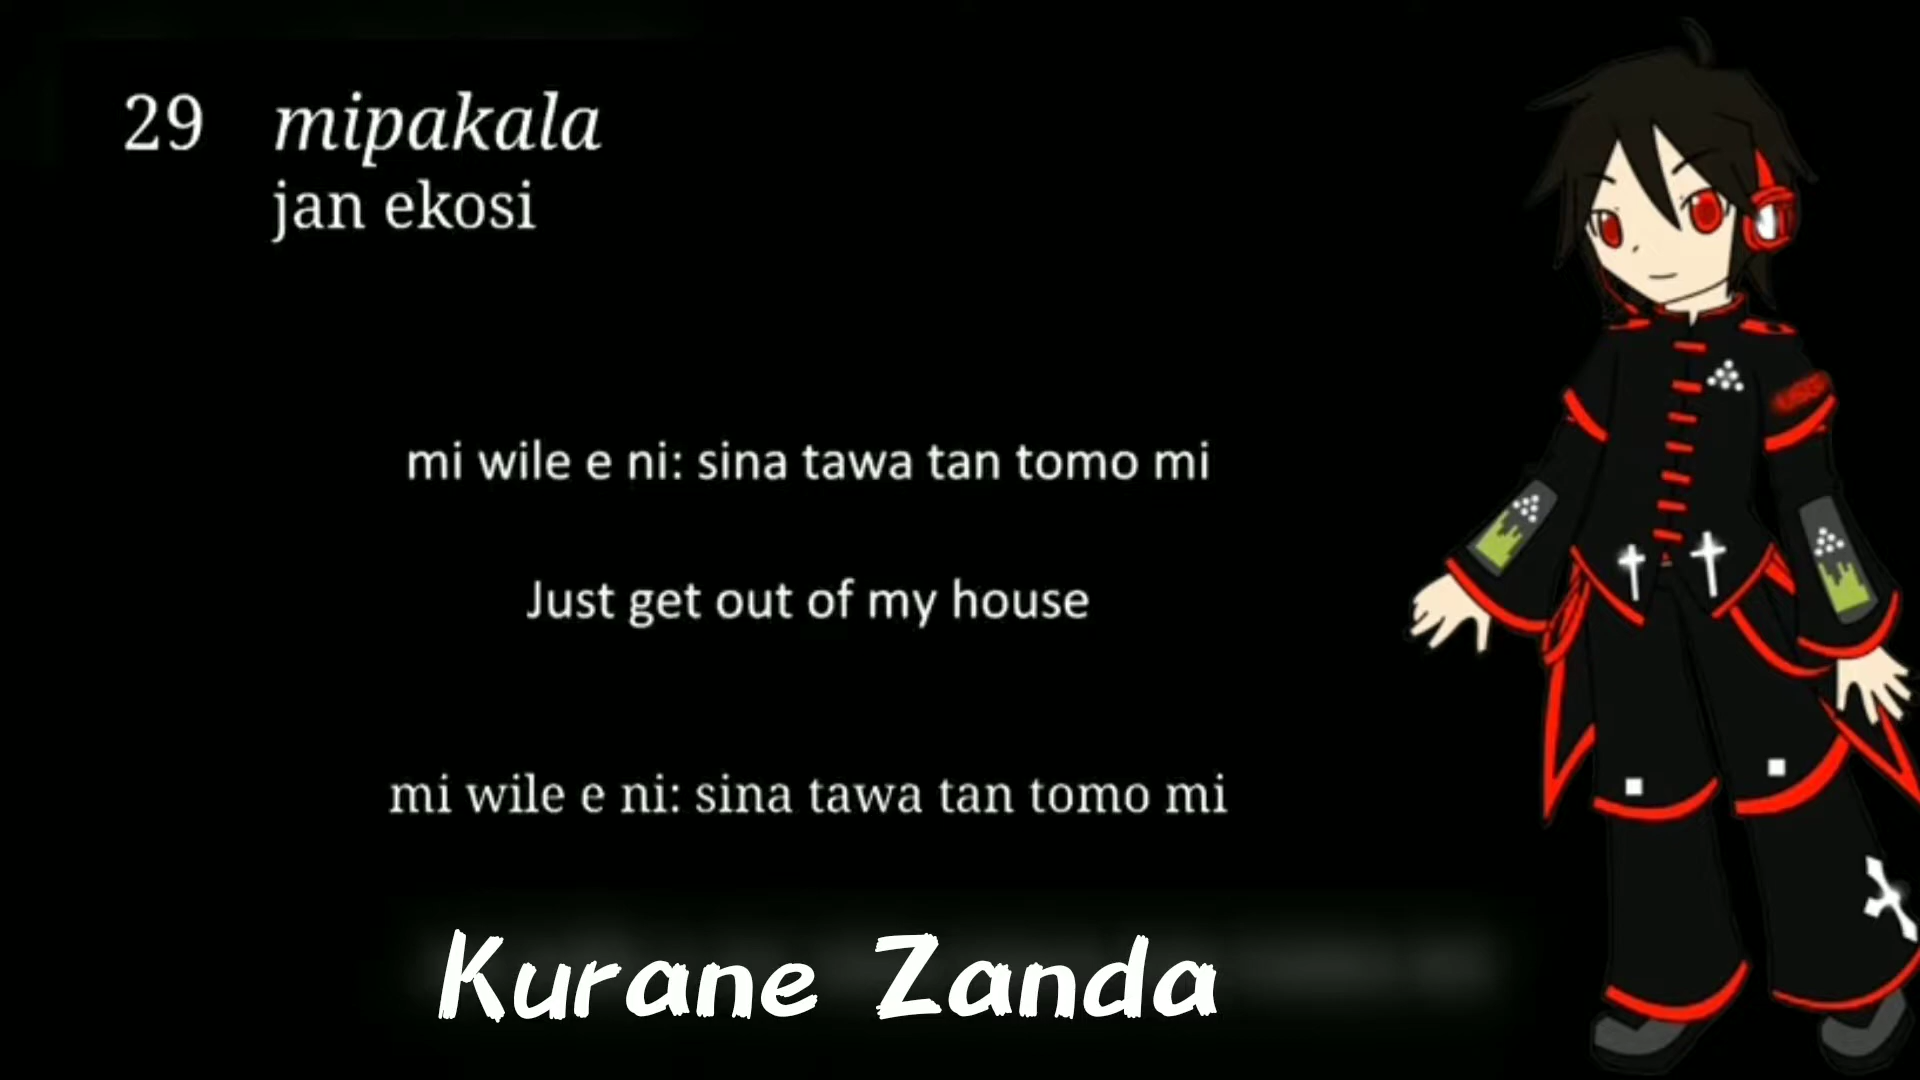 29 mipakala
jan ekosi
mi wile e ni: sina tawa tan tomo mi
Just get out of my house
mi wile e ni: sina tawa tan tomo mi
Kurane Zanda